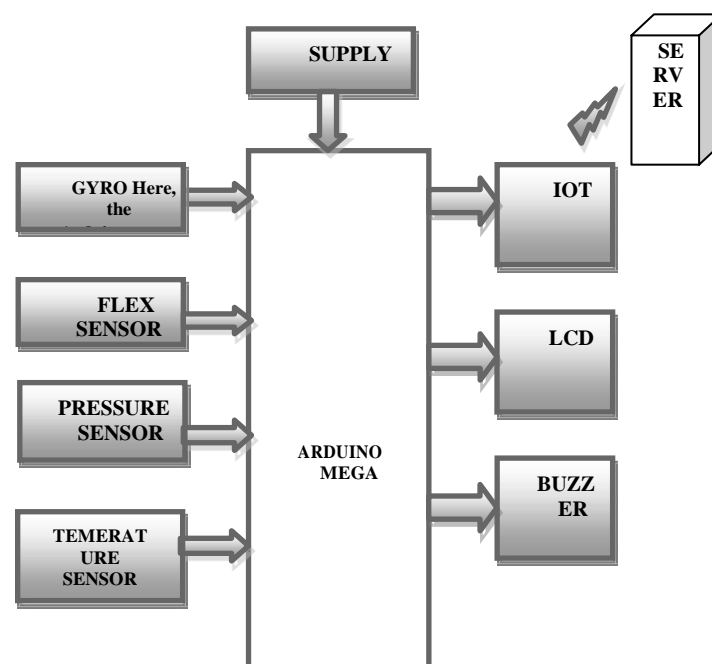 SUPPLY
SE
RV
ER
GYRO Here,
the
IOT
FLEX
SENSOR
LCD
PRESSURE
SENSOR
ARDUINO
MEGA
BUZZ
ER
TEMERAT
URE
SENSOR